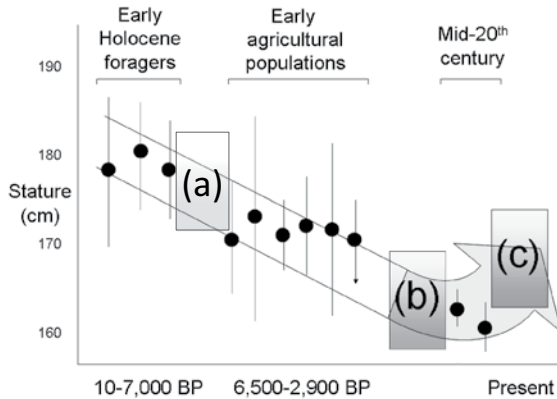 Early
Holocene
foragers
Early
agricultural
populations
Mid-20th
century
190
180
Stature
(cm)
170
160
(a)
(b)
(c)
10-7,000 BP
6,500-2,900 BP
Present